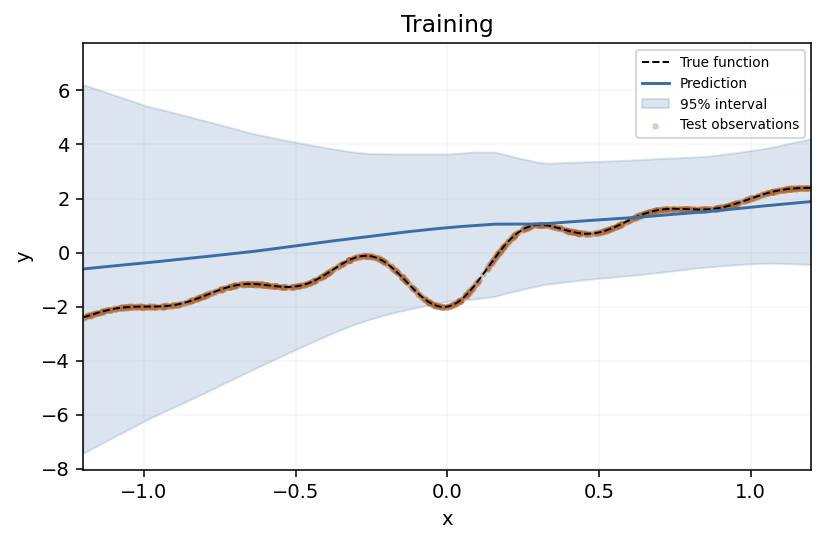 Training
True function
Prediction
95% interval
Test observations
6
4
2
0
−2
−4
−6
−8
y
−1.0 −0.5 0.0 0.5 1.0
x